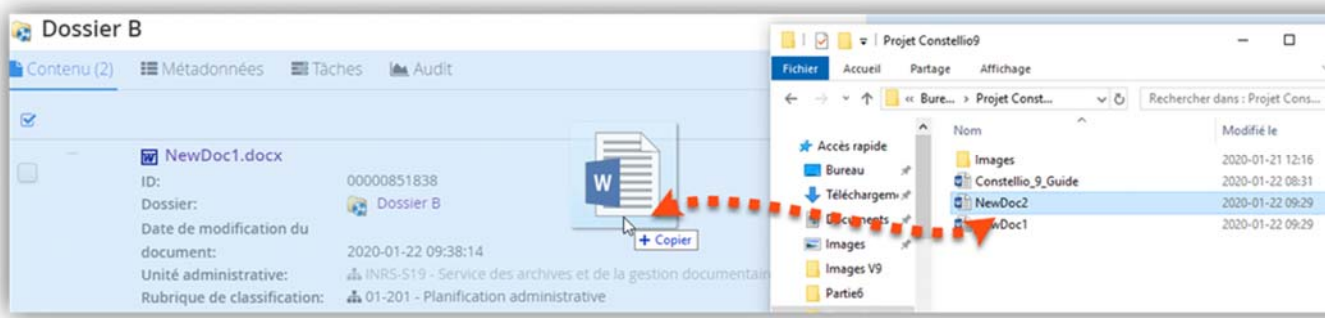 Dossier B
Contenu (2) Métadonnées Tâches Audit
NewDoc1.docx
ID: 00000851838
Dossier: Dossier B
Date de modification du
document: 2020-01-22 09:38:14
Unité administrative: INRS-S19 - Service des archives et de la gestion documentain
Rubrique de classification: 01-201 - Planification administrative
W
+ Copier
Projet Constellio9
Fichier Accueil Partage Affichage
« Bure... › Projet Const... Rechercher dans : Projet Cons...
Nom Modifié le
Accès rapide
Bureau
Téléchargem
Documents
Images
Images V9
Partie6
Images 2020-01-21 12:16
Constellio_9_Guide 2020-01-22 08:31
NewDoc2 2020-01-22 09:29
wDoc1 2020-01-22 09:29